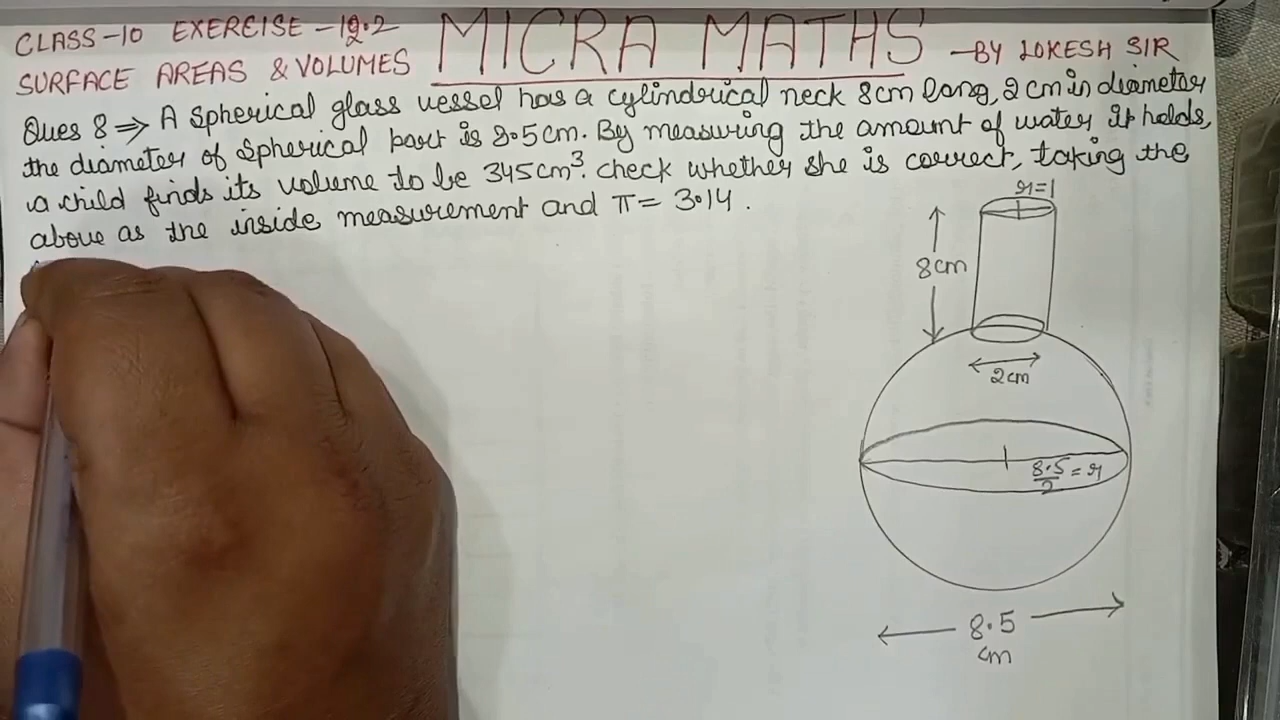 CLASS-10 EXERCISE-12.2
MICRA MATHS
-BY LOKESH SIR
SURFACE AREAS & VOLUMES
Ques 8 ⇒ A Spherical glass vessel has a cylindrical neck 8cm long, 2cm in diameter
the diameter of spherical part is 8.5cm. By measuring the amount of water it holds,
a child finds its volume to be 345cm³. check whether she is correct, taking the
above as the inside measurement and π = 3.14.
r=1
8cm
2cm
8.5/2 = r
8.5
cm